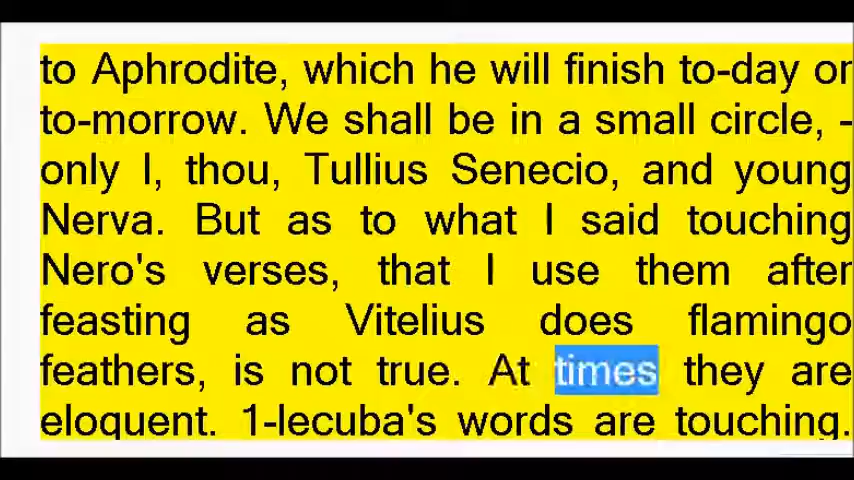 to Aphrodite, which he will finish to-day or
to-morrow. We shall be in a small circle, -
only I, thou, Tullius Senecio, and young
Nerva. But as to what I said touching
Nero's verses, that I use them after
feasting as Vitelius does flamingo
feathers, is not true. At times they are
eloquent. 1-lecuba's words are touching.